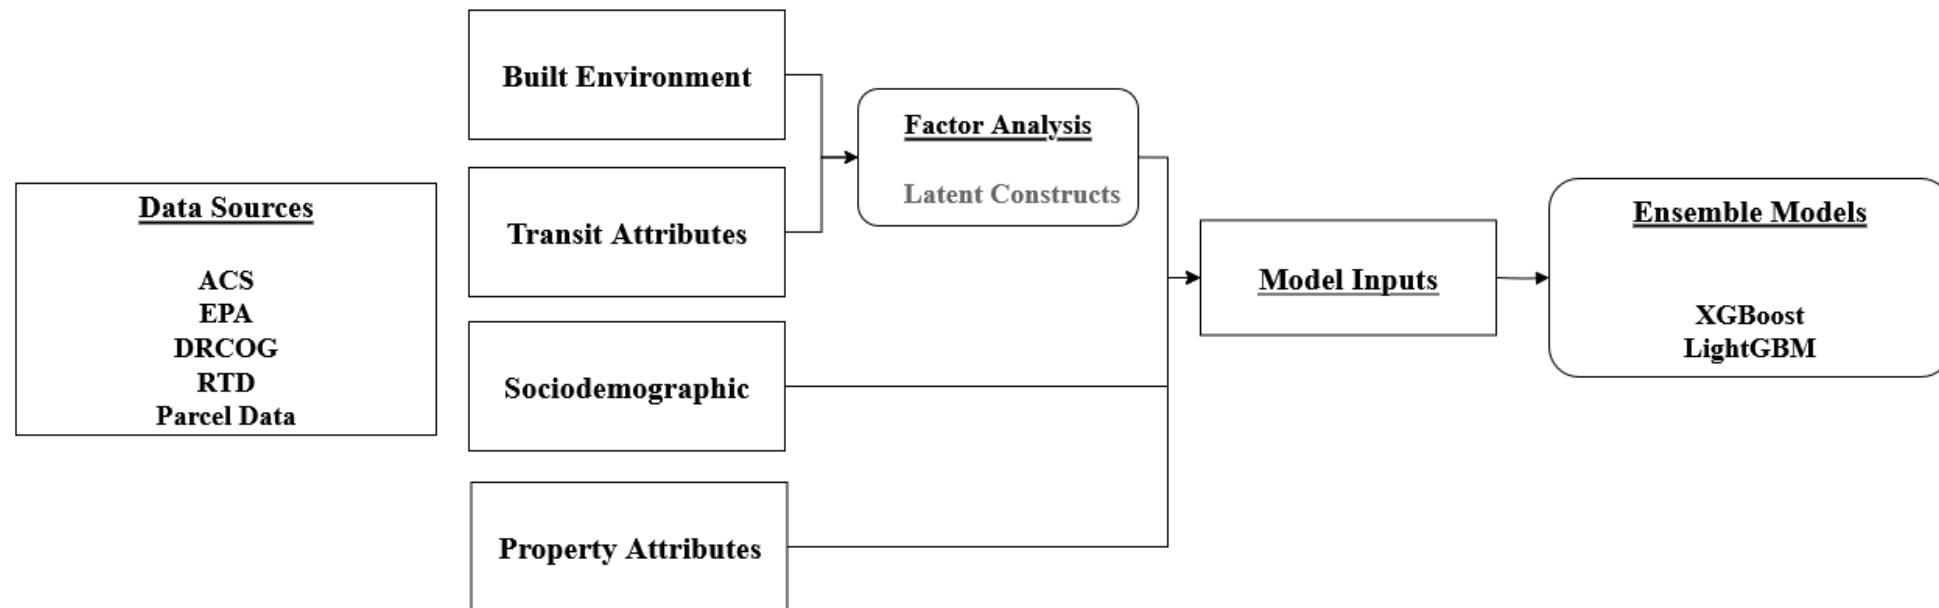 Data Sources
ACS
EPA
DRCOG
RTD
Parcel Data
Built Environment
Transit Attributes
Sociodemographic
Property Attributes
Factor Analysis
Latent Constructs
Model Inputs
Ensemble Models
XGBoost
LightGBM